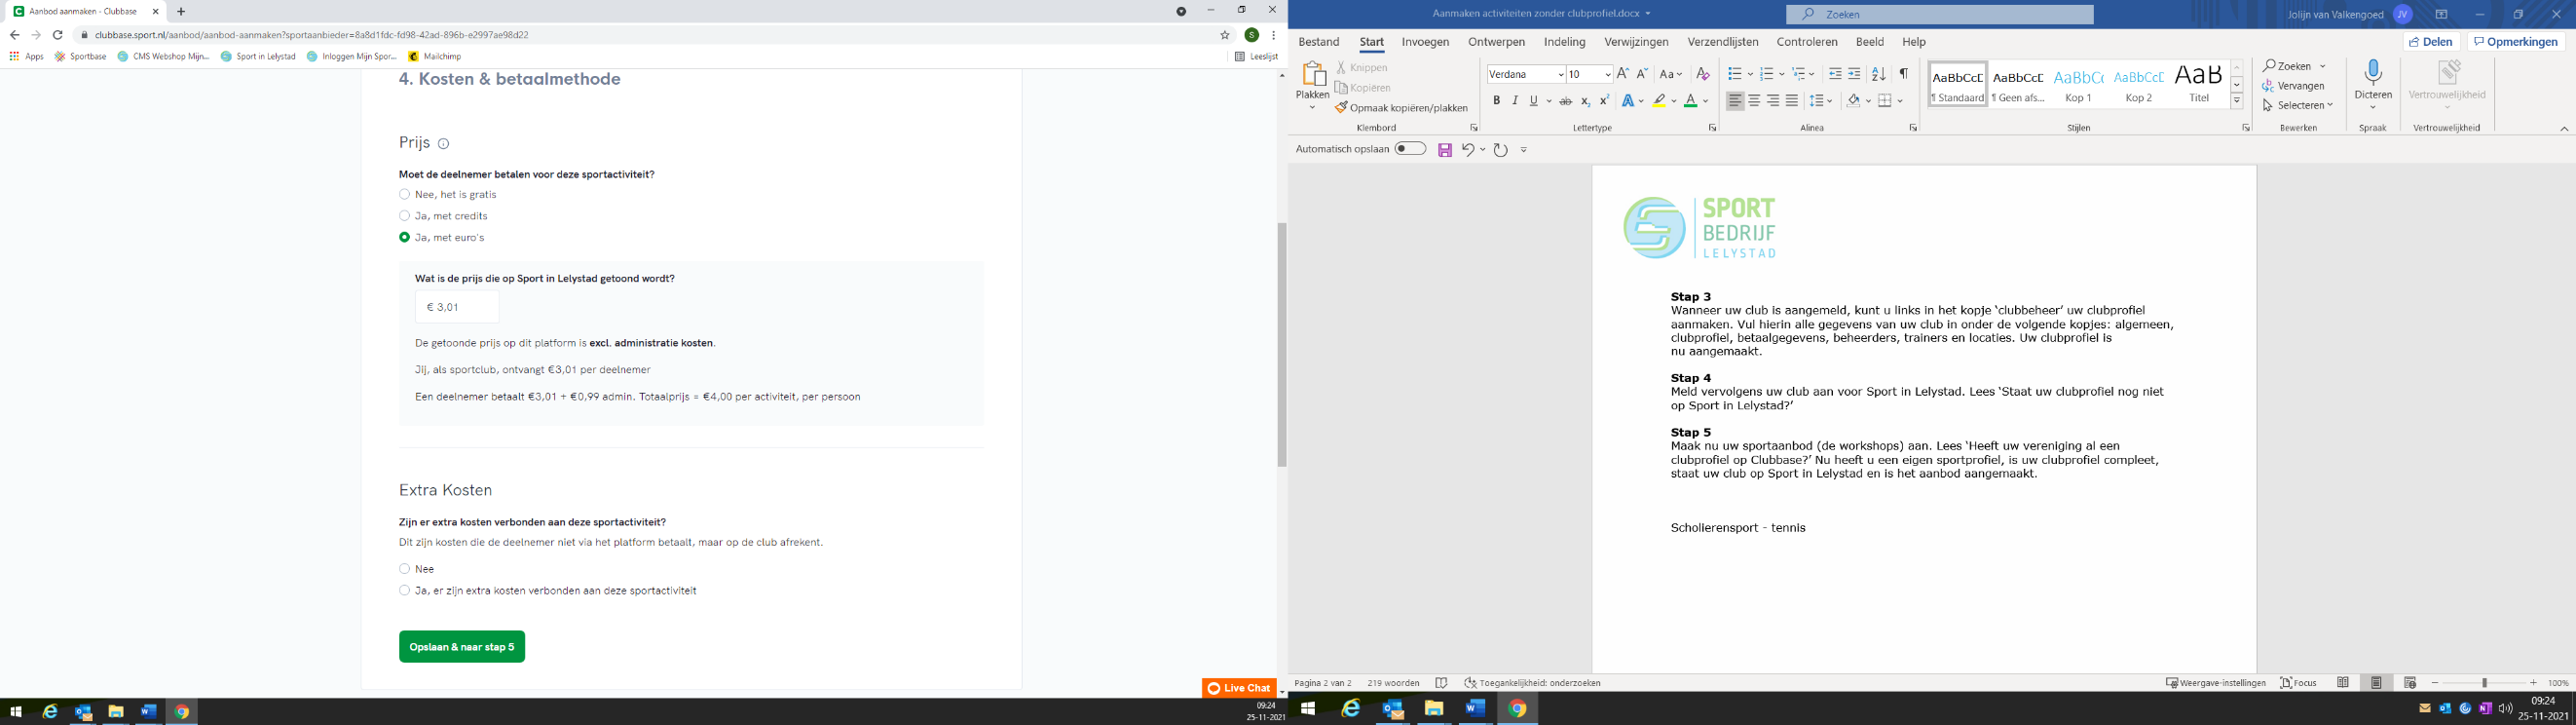 Aanbod aanmaken - Clubbase
clubbase.sport.nl/aanbod/aanbod-aanmaken?sportaanbieder=8a8d1fdc-fd98-42ad-896b-e2997ae98d22
Apps Sportbase CMS Webshop Mijn... Sport in Lelystad Inloggen Mijn Spor... Mailchimp Leeslijst
4. Kosten & betaalmethode
Prijs
Moet de deelnemer betalen voor deze sportactiviteit?
Nee, het is gratis
Ja, met credits
Ja, met euro's
Wat is de prijs die op Sport in Lelystad getoond wordt?
€ 3,01
De getoonde prijs op dit platform is excl. administratie kosten.
Jij, als sportclub, ontvangt €3,01 per deelnemer
Een deelnemer betaalt €3,01 + €0,99 admin. Totaalprijs = €4,00 per activiteit, per persoon
Extra Kosten
Zijn er extra kosten verbonden aan deze sportactiviteit?
Dit zijn kosten die de deelnemer niet via het platform betaalt, maar op de club afrekent.
Nee
Ja, er zijn extra kosten verbonden aan deze sportactiviteit
Opslaan & naar stap 5
Live Chat
09:24
25-11-2021
Aanmaken activiteiten zonder clubprofiel.docx
Zoeken
Jolijn van Valkengoed JV
Bestand Start Invoegen Ontwerpen Indeling Verwijzingen Verzendlijsten Controleren Beeld Help
Delen Opmerkingen
Plakken
Knippen
Kopiëren
Opmaak kopiëren/plakken
Klembord
Verdana 10
Lettertype
Alinea
AaBbCcD AaBbCcD AaBbCc AaBbCcD AaB
¶ Standaard ¶ Geen afs... Kop 1 Kop 2 Titel
Stijlen
Zoeken
Vervangen
Selecteren
Bewerken
Dicteren
Spraak
Vertrouwelijkheid
Vertrouwelijkheid
Automatisch opslaan
SPORT
BEDRIJF
LELYSTAD
Stap 3
Wanneer uw club is aangemeld, kunt u links in het kopje ‘clubbeheer’ uw clubprofiel
aanmaken. Vul hierin alle gegevens van uw club in onder de volgende kopjes: algemeen,
clubprofiel, betaalgegevens, beheerders, trainers en locaties. Uw clubprofiel is
nu aangemaakt.
Stap 4
Meld vervolgens uw club aan voor Sport in Lelystad. Lees ‘Staat uw clubprofiel nog niet
op Sport in Lelystad?’
Stap 5
Maak nu uw sportaanbod (de workshops) aan. Lees ‘Heeft uw vereniging al een
clubprofiel op Clubbase?’ Nu heeft u een eigen sportprofiel, is uw clubprofiel compleet,
staat uw club op Sport in Lelystad en is het aanbod aangemaakt.
Scholierensport - tennis
Pagina 2 van 2 219 woorden Toegankelijkheid: onderzoeken
Weergave-instellingen Focus 100%
09:24
25-11-2021